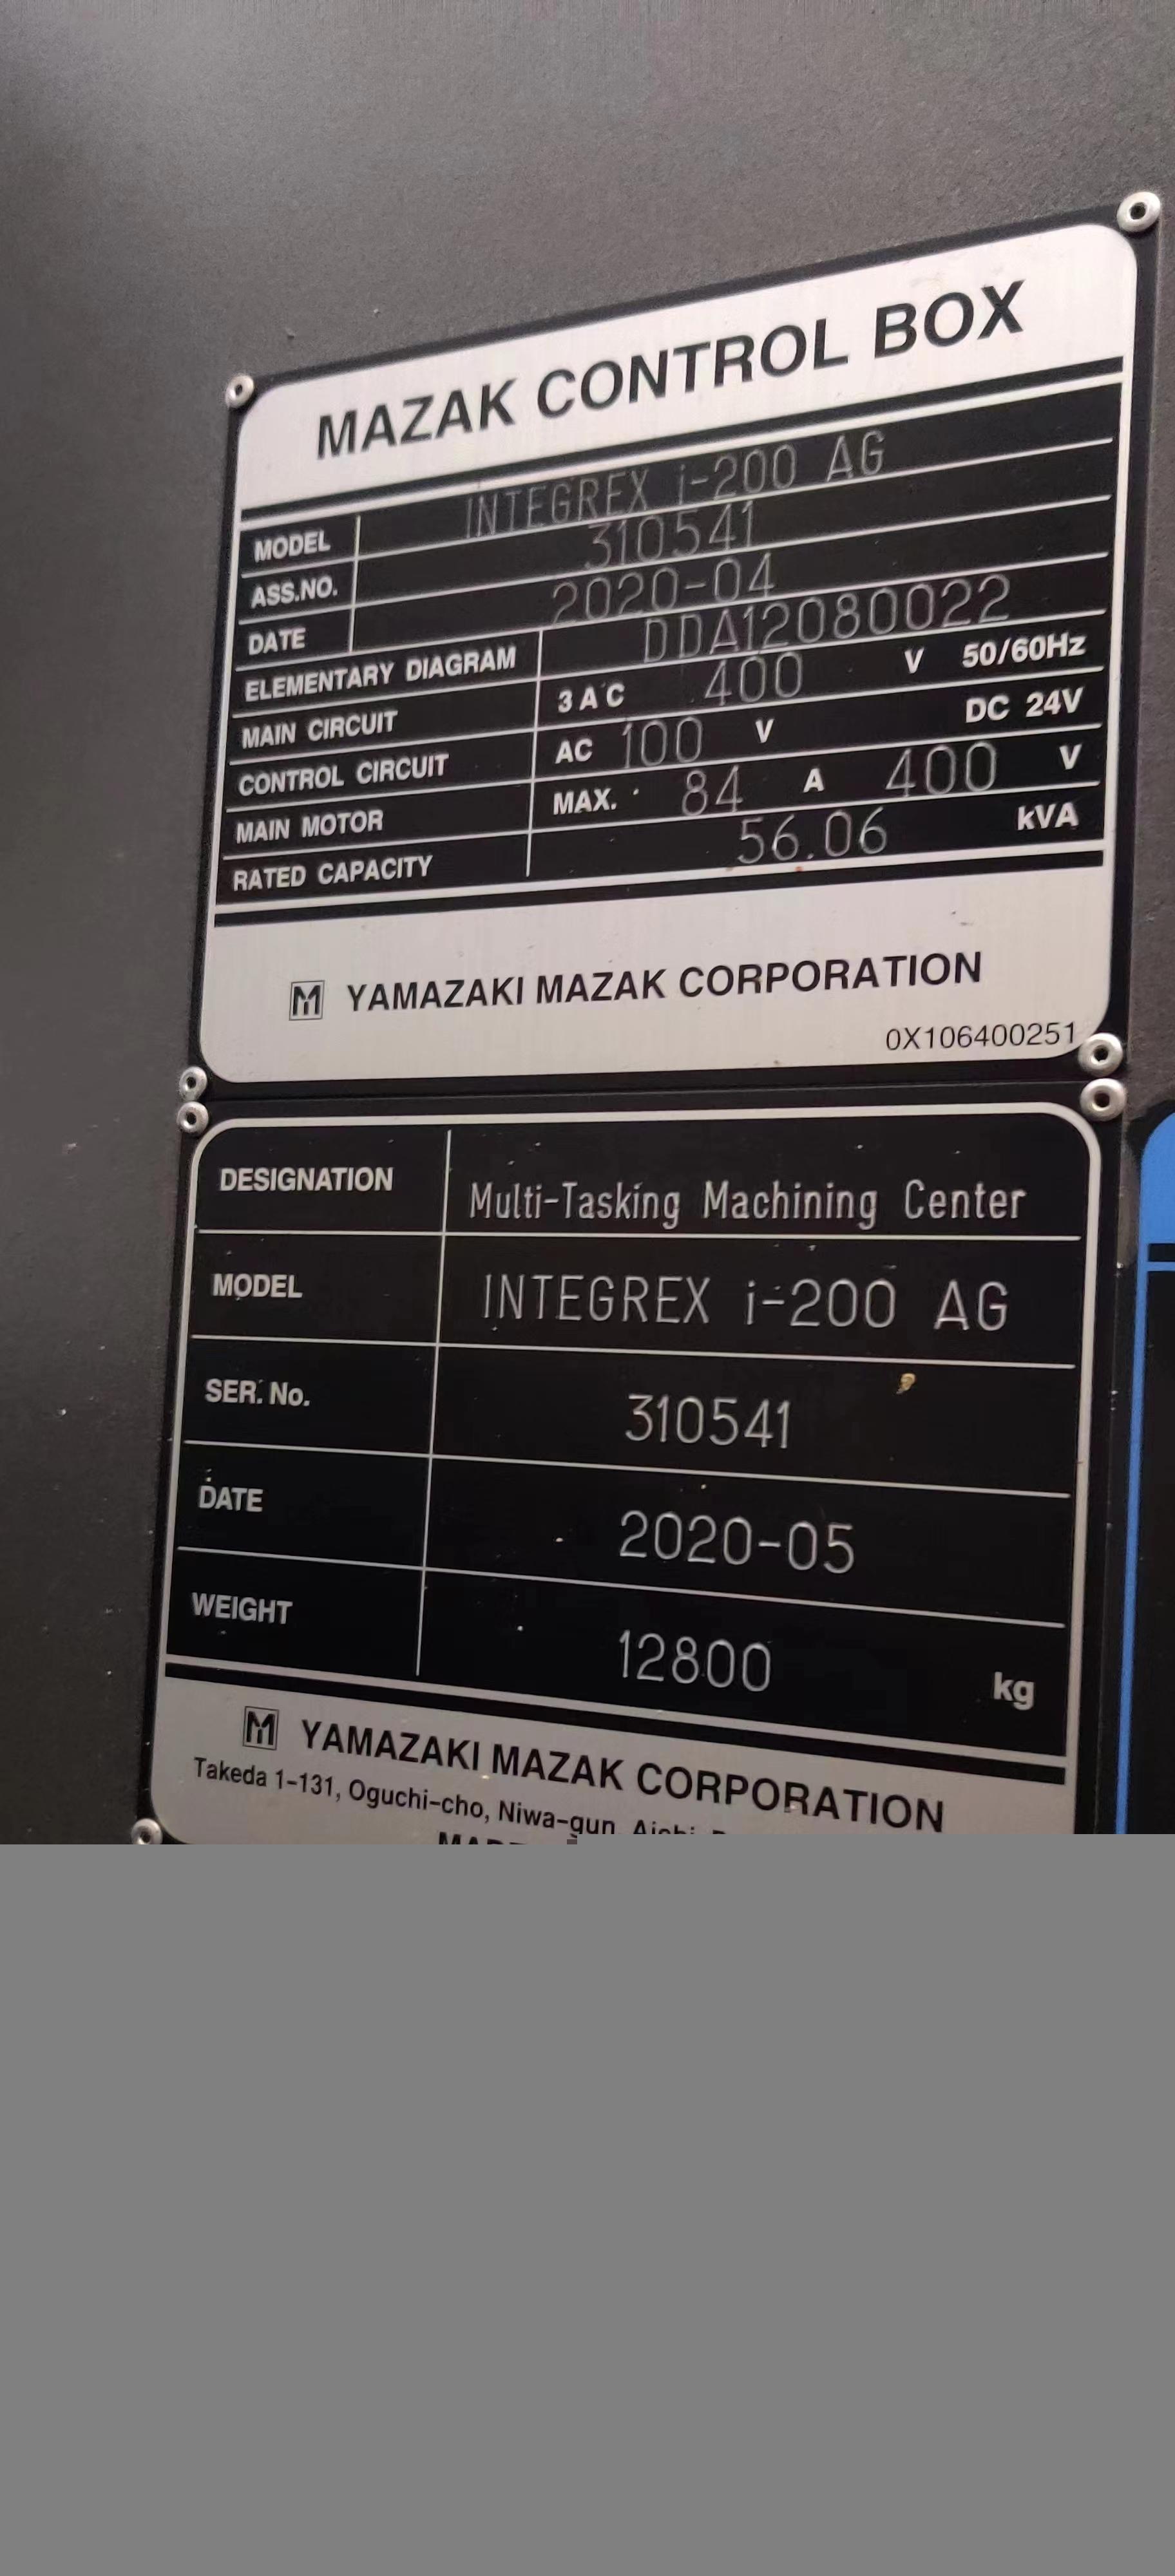 MAZAK CONTROL BOX
MODEL INTEGREX i-200 AG
ASS.NO. 310541
DATE 2020-04
ELEMENTARY DIAGRAM DDA12080022
MAIN CIRCUIT 3 A C 400 V 50/60Hz
CONTROL CIRCUIT AC 100 V DC 24V
MAIN MOTOR MAX. 84 A 400 V
RATED CAPACITY 56.06 kVA
M YAMAZAKI MAZAK CORPORATION
0X106400251
DESIGNATION Multi-Tasking Machining Center
MODEL INTEGREX i-200 AG
SER. No. 310541
DATE 2020-05
WEIGHT 12800 kg
M YAMAZAKI MAZAK CORPORATION
Takeda 1-131, Oguchi-cho, Niwa-gun,